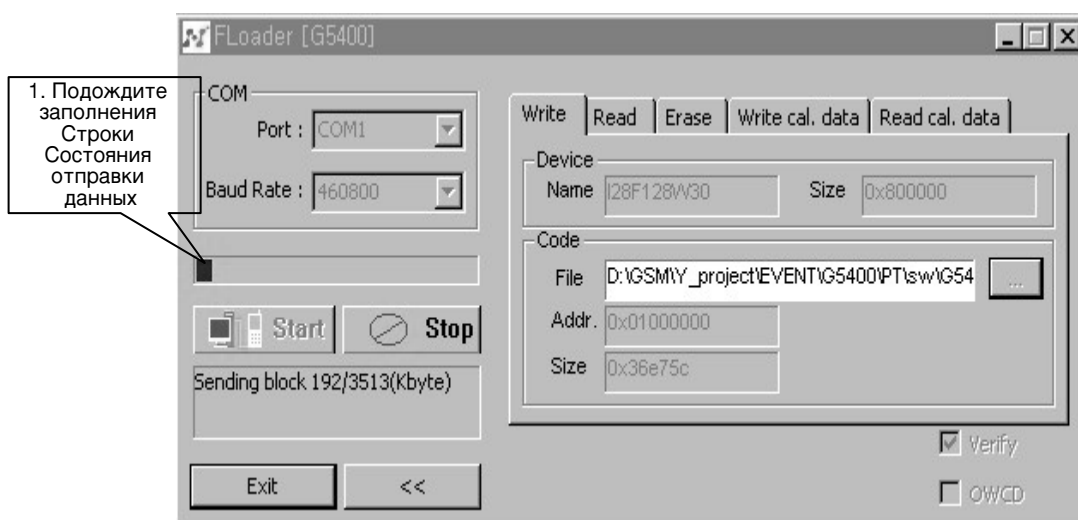 FLoader [G5400]
1. Подождите
заполнения
Строки
Состояния
отправки
данных
COM
Port : COM1
Baud Rate : 460800
Start Stop
Sending block 192/3513(Kbyte)
Exit <<
Write Read Erase Write cal. data Read cal. data
Device
Name I28F128W30 Size 0x800000
Code
File D:\GSM\Y_project\EVENT\G5400\PT\sw\G54 ...
Addr. 0x01000000
Size 0x36e75c
Verify
OWCD